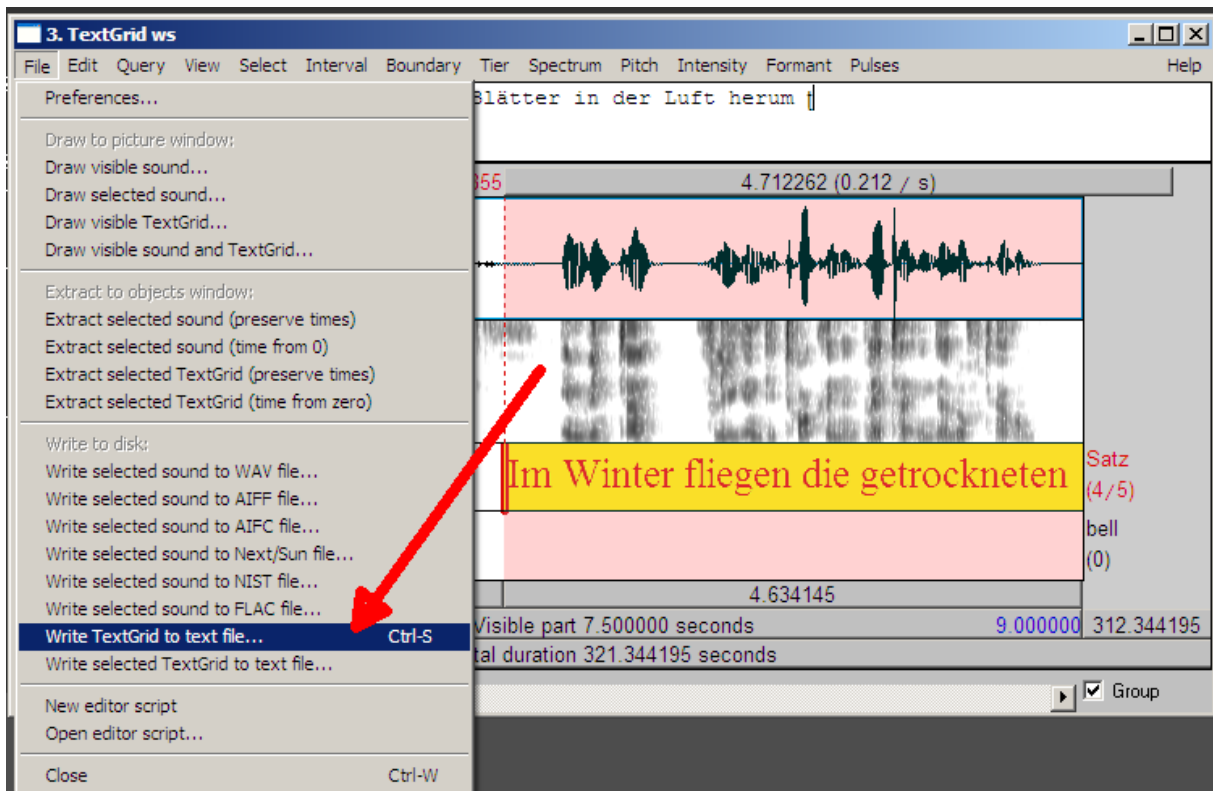 3. TextGrid ws
File Edit Query View Select Interval Boundary Tier Spectrum Pitch Intensity Formant Pulses Help
Preferences...
Blätter in der Luft herum t
Draw to picture window:
Draw visible sound...
Draw selected sound...
Draw visible TextGrid...
Draw visible sound and TextGrid...
Extract to objects window:
Extract selected sound (preserve times)
Extract selected sound (time from 0)
Extract selected TextGrid (preserve times)
Extract selected TextGrid (time from zero)
Write to disk:
Write selected sound to WAV file...
Write selected sound to AIFF file...
Write selected sound to AIFC file...
Write selected sound to Next/Sun file...
Write selected sound to NIST file...
Write selected sound to FLAC file...
Write TextGrid to text file... Ctrl-S
Write selected TextGrid to text file...
New editor script
Open editor script...
Close Ctrl-W
4.712262 (0.212 / s)
Im Winter fliegen die getrockneten
Satz
(4/5)
bell
(0)
4.634145
Visible part 7.500000 seconds 9.000000 312.344195
tal duration 321.344195 seconds
Group